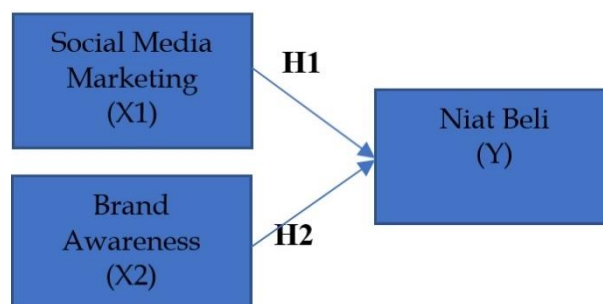 Social Media
Marketing
(X1)
H1
Niat Beli
(Y)
Brand
Awareness
(X2)
H2